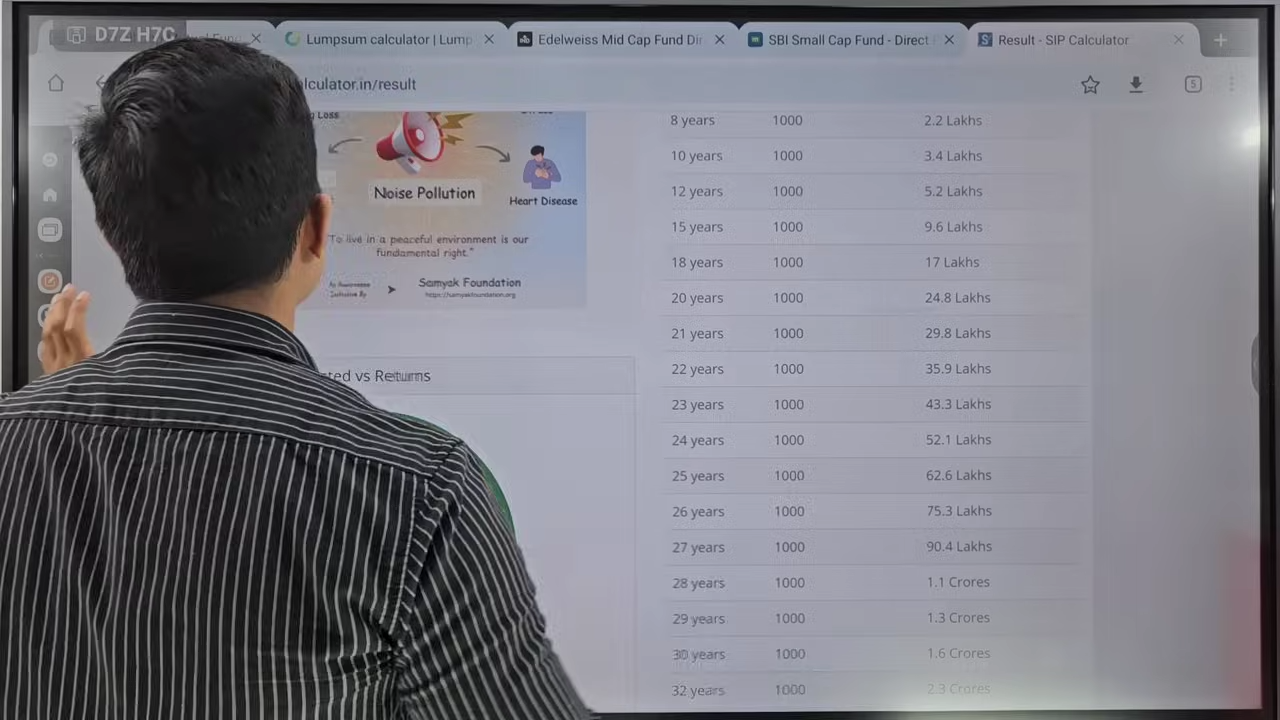 D7Z H7C
Lumpsum calculator | Lump
Edelweiss Mid Cap Fund Dir
SBI Small Cap Fund - Direct
Result - SIP Calculator
lculator.in/result
5
Loss
Noise Pollution
Heart Disease
"To live in a peaceful environment is our
fundamental right."
Samyak Foundation
https://samyakfoundation.org
ted vs Returns
8 years 1000 2.2 Lakhs
10 years 1000 3.4 Lakhs
12 years 1000 5.2 Lakhs
15 years 1000 9.6 Lakhs
18 years 1000 17 Lakhs
20 years 1000 24.8 Lakhs
21 years 1000 29.8 Lakhs
22 years 1000 35.9 Lakhs
23 years 1000 43.3 Lakhs
24 years 1000 52.1 Lakhs
25 years 1000 62.6 Lakhs
26 years 1000 75.3 Lakhs
27 years 1000 90.4 Lakhs
28 years 1000 1.1 Crores
29 years 1000 1.3 Crores
30 years 1000 1.6 Crores
32 years 1000 2.3 Crores